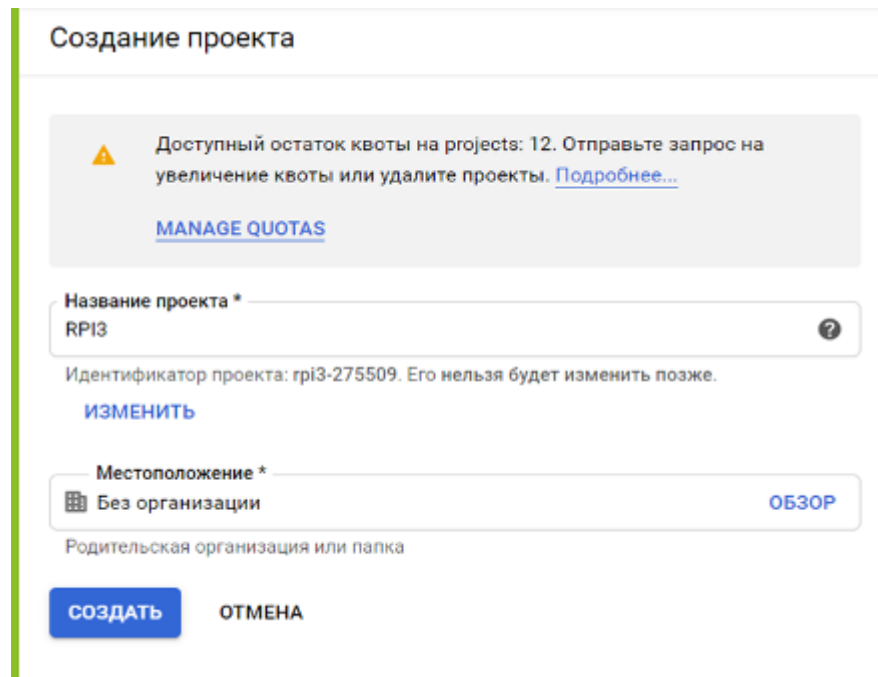 Создание проекта
Доступный остаток квоты на projects: 12. Отправьте запрос на
увеличение квоты или удалите проекты. Подробнее...
MANAGE QUOTAS
Название проекта *
RPI3
Идентификатор проекта: rpi3-275509. Его нельзя будет изменить позже.
ИЗМЕНИТЬ
Местоположение *
Без организации
ОБЗОР
Родительская организация или папка
СОЗДАТЬ ОТМЕНА